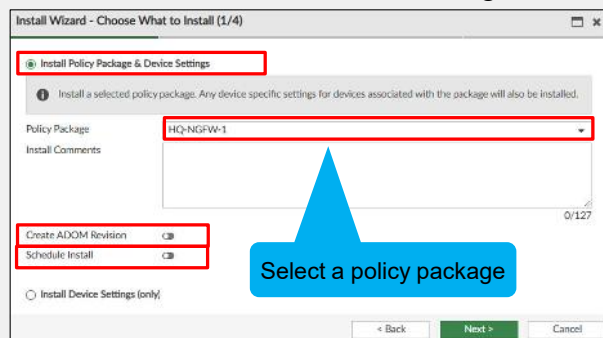 Install Wizard - Choose What to Install (1/4)
Install Policy Package & Device Settings
Install a selected policy package. Any device specific settings for devices associated with the package will also be installed.
Policy Package
HQ-NGFW-1
Install Comments
0/127
Create ADOM Revision
Schedule Install
Select a policy package
Install Device Settings (only)
< Back
Next >
Cancel